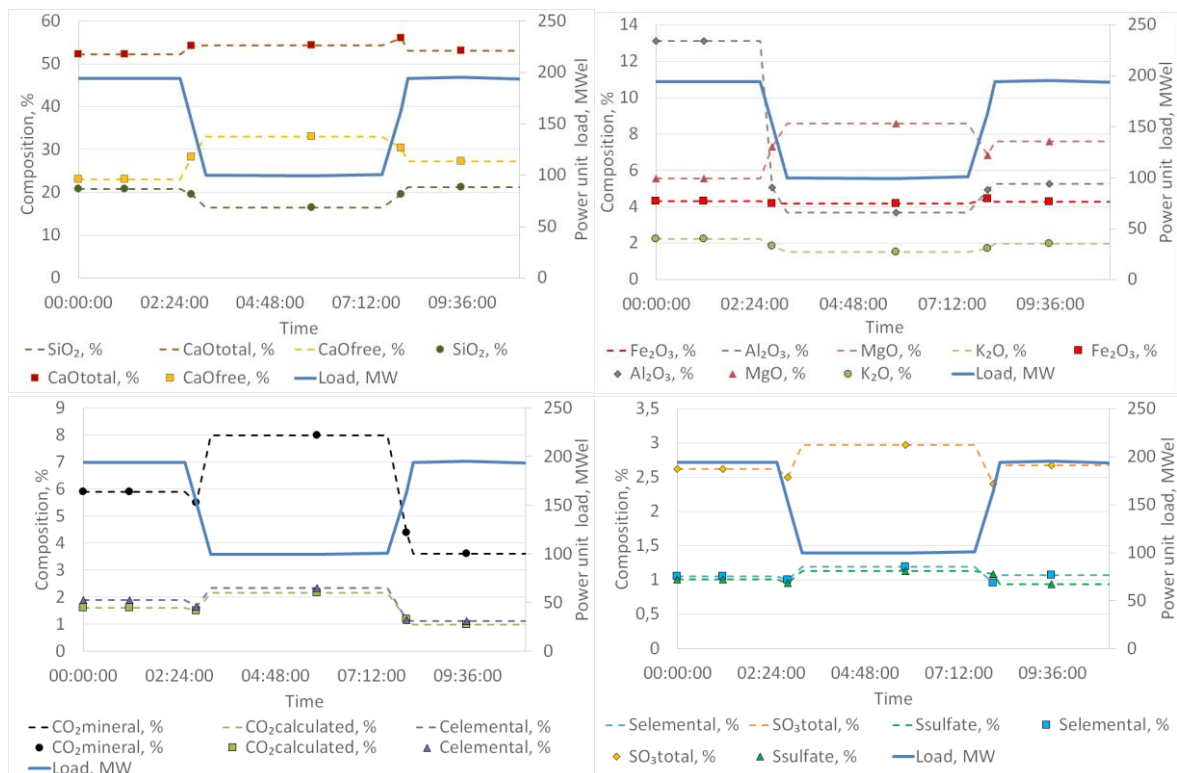 60
50
40
30
20
10
0
Composition, %
250
200
150
100
50
0
Power unit load, MWel
00:00:00 02:24:00 04:48:00 07:12:00 09:36:00
Time
SiO₂, % CaOtotal, % CaOfree, % SiO₂, %
CaOtotal, % CaOfree, % Load, MW
14
12
10
8
6
4
2
0
Composition, %
250
200
150
100
50
0
Power unit load, MWel
00:00:00 02:24:00 04:48:00 07:12:00 09:36:00
Time
Fe₂O₃, % Al₂O₃, % MgO, % K₂O, % Fe₂O₃, %
Al₂O₃, % MgO, % K₂O, % Load, MW
9
8
7
6
5
4
3
2
1
0
Composition, %
250
200
150
100
50
0
Power unit load, MWel
00:00:00 02:24:00 04:48:00 07:12:00 09:36:00
Time
CO₂mineral, % CO₂calculated, % Celemental, %
CO₂mineral, % CO₂calculated, % Celemental, %
Load, MW
3,5
3
2,5
2
1,5
1
0,5
0
Composition, %
250
200
150
100
50
0
Power unit load, MWel
00:00:00 02:24:00 04:48:00 07:12:00 09:36:00
Time
Selemental, % SO₃total, % Ssulfate, % Selemental, %
SO₃total, % Ssulfate, % Load, MW